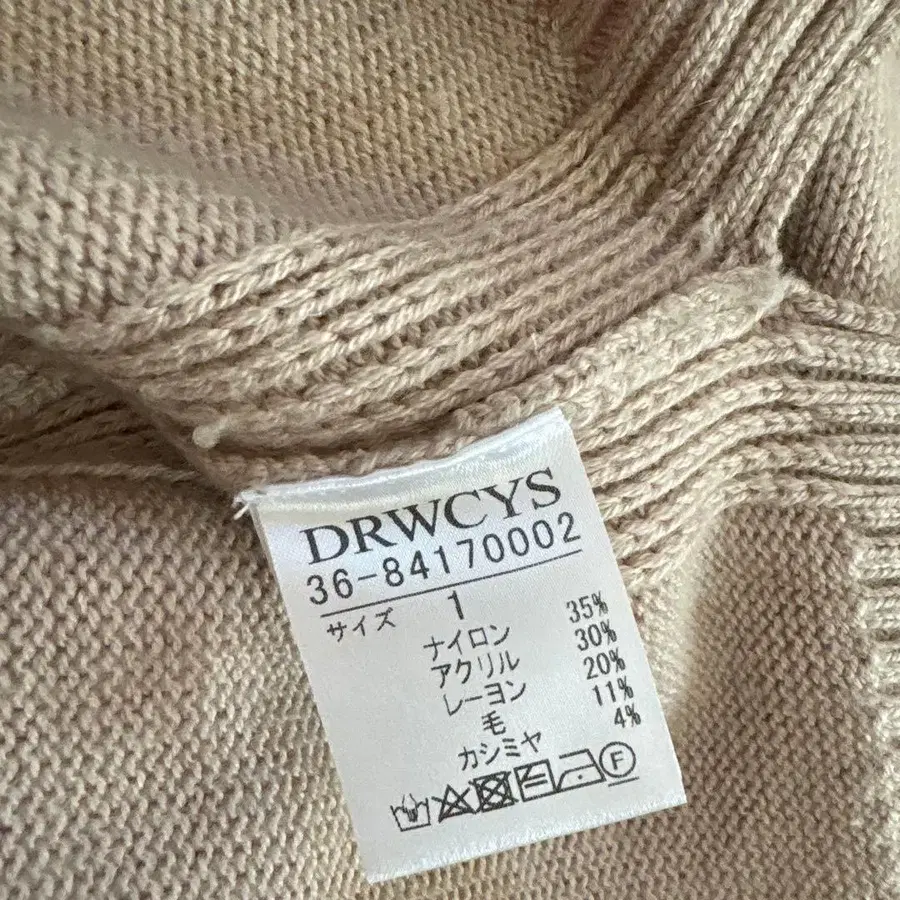 DRWCYS
36-84170002
サイズ 1
ナイロン 35%
アクリル 30%
レーヨン 20%
毛 11%
カシミヤ 4%
F